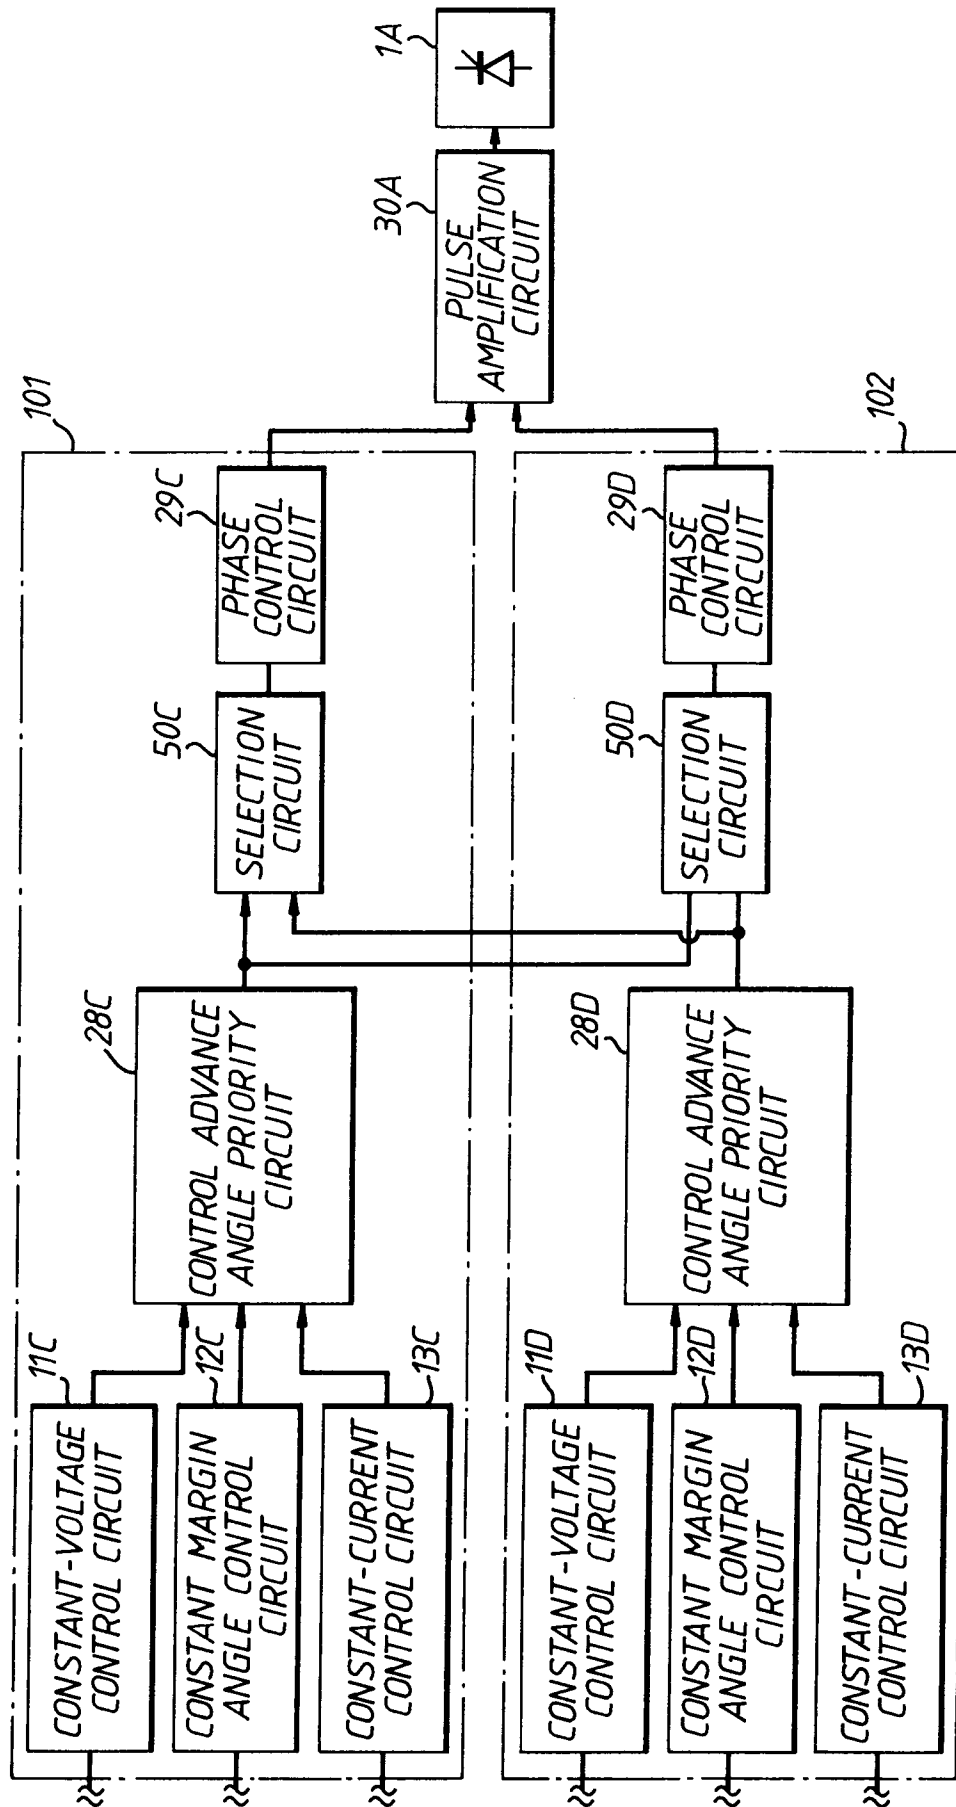 101
11C
CONSTANT-VOLTAGE
CONTROL CIRCUIT
12C
CONSTANT MARGIN
ANGLE CONTROL
CIRCUIT
13C
CONSTANT-CURRENT
CONTROL CIRCUIT
28C
CONTROL ADVANCE
ANGLE PRIORITY
CIRCUIT
50C
SELECTION
CIRCUIT
29C
PHASE
CONTROL
CIRCUIT
30A
PULSE
AMPLIFICATION
CIRCUIT
1A
102
11D
CONSTANT-VOLTAGE
CONTROL CIRCUIT
12D
CONSTANT MARGIN
ANGLE CONTROL
CIRCUIT
13D
CONSTANT-CURRENT
CONTROL CIRCUIT
28D
CONTROL ADVANCE
ANGLE PRIORITY
CIRCUIT
50D
SELECTION
CIRCUIT
29D
PHASE
CONTROL
CIRCUIT